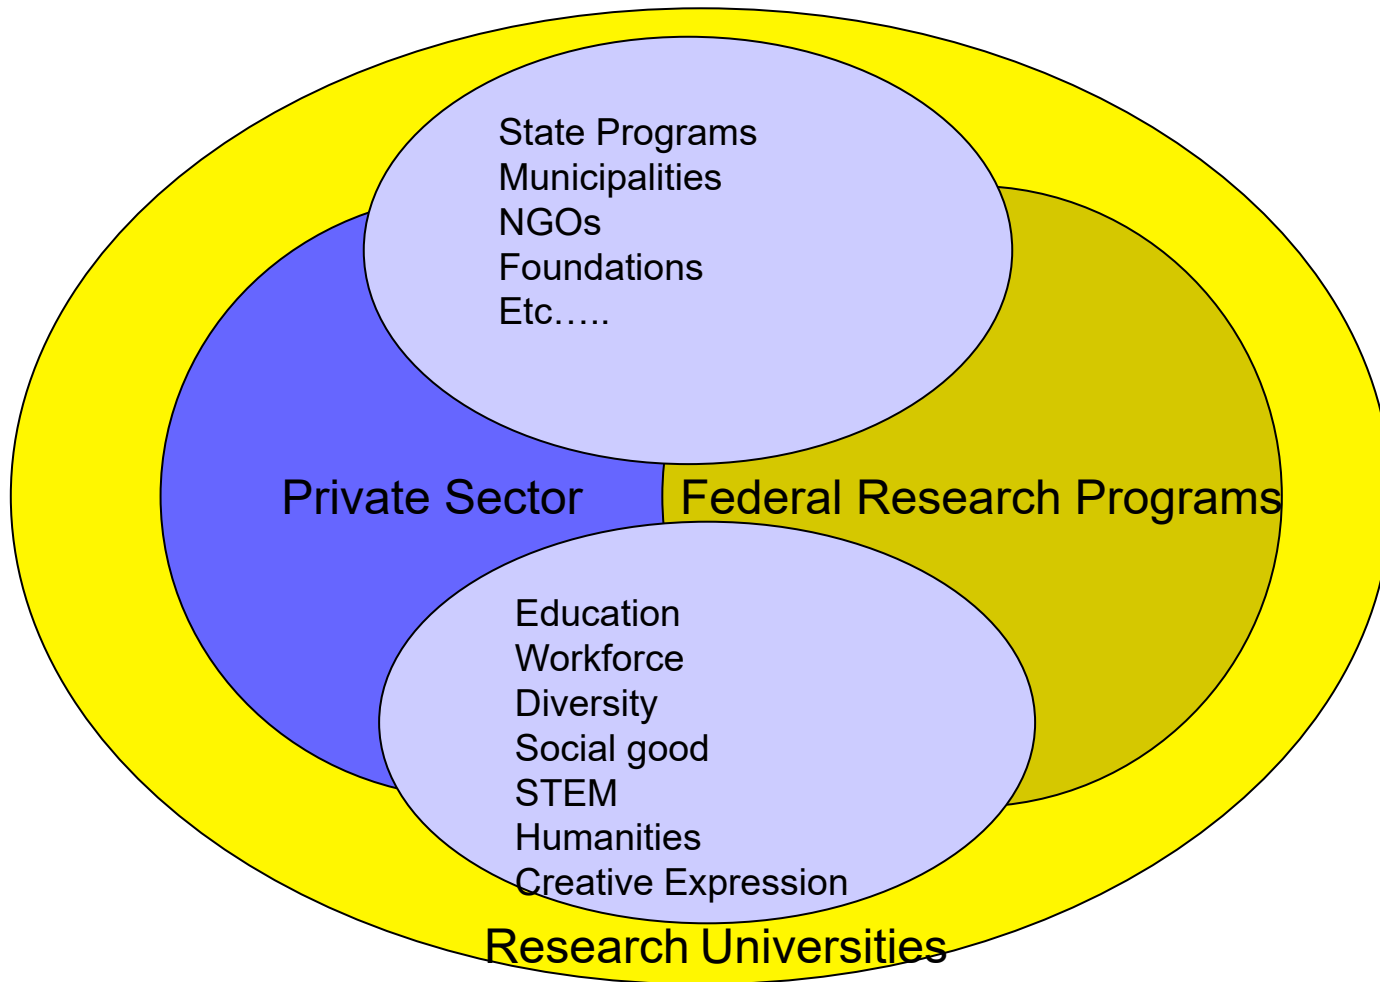 State Programs
Municipalities
NGOs
Foundations
Etc…..
Private Sector
Federal Research Programs
Education
Workforce
Diversity
Social good
STEM
Humanities
Creative Expression
Research Universities